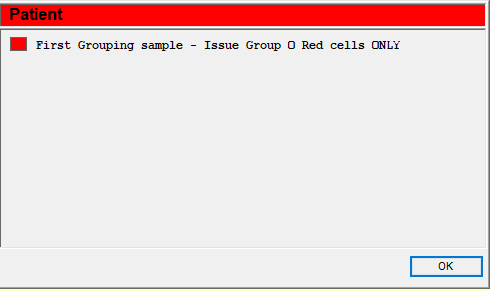 Patient
First Grouping sample - Issue Group O Red cells ONLY
OK